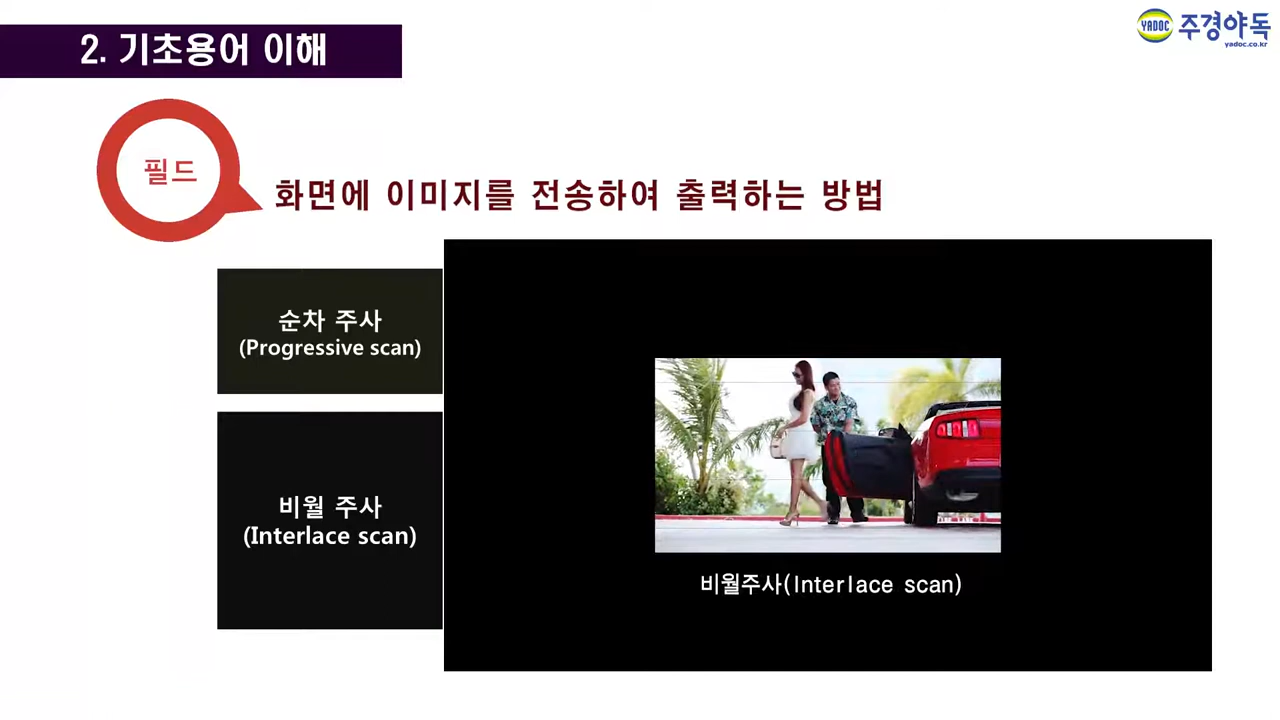 2. 기초용어 이해
YADOC 주경야독
yadoc.co.kr
필드
화면에 이미지를 전송하여 출력하는 방법
순차 주사
(Progressive scan)
비월 주사
(Interlace scan)
비월주사(Interlace scan)